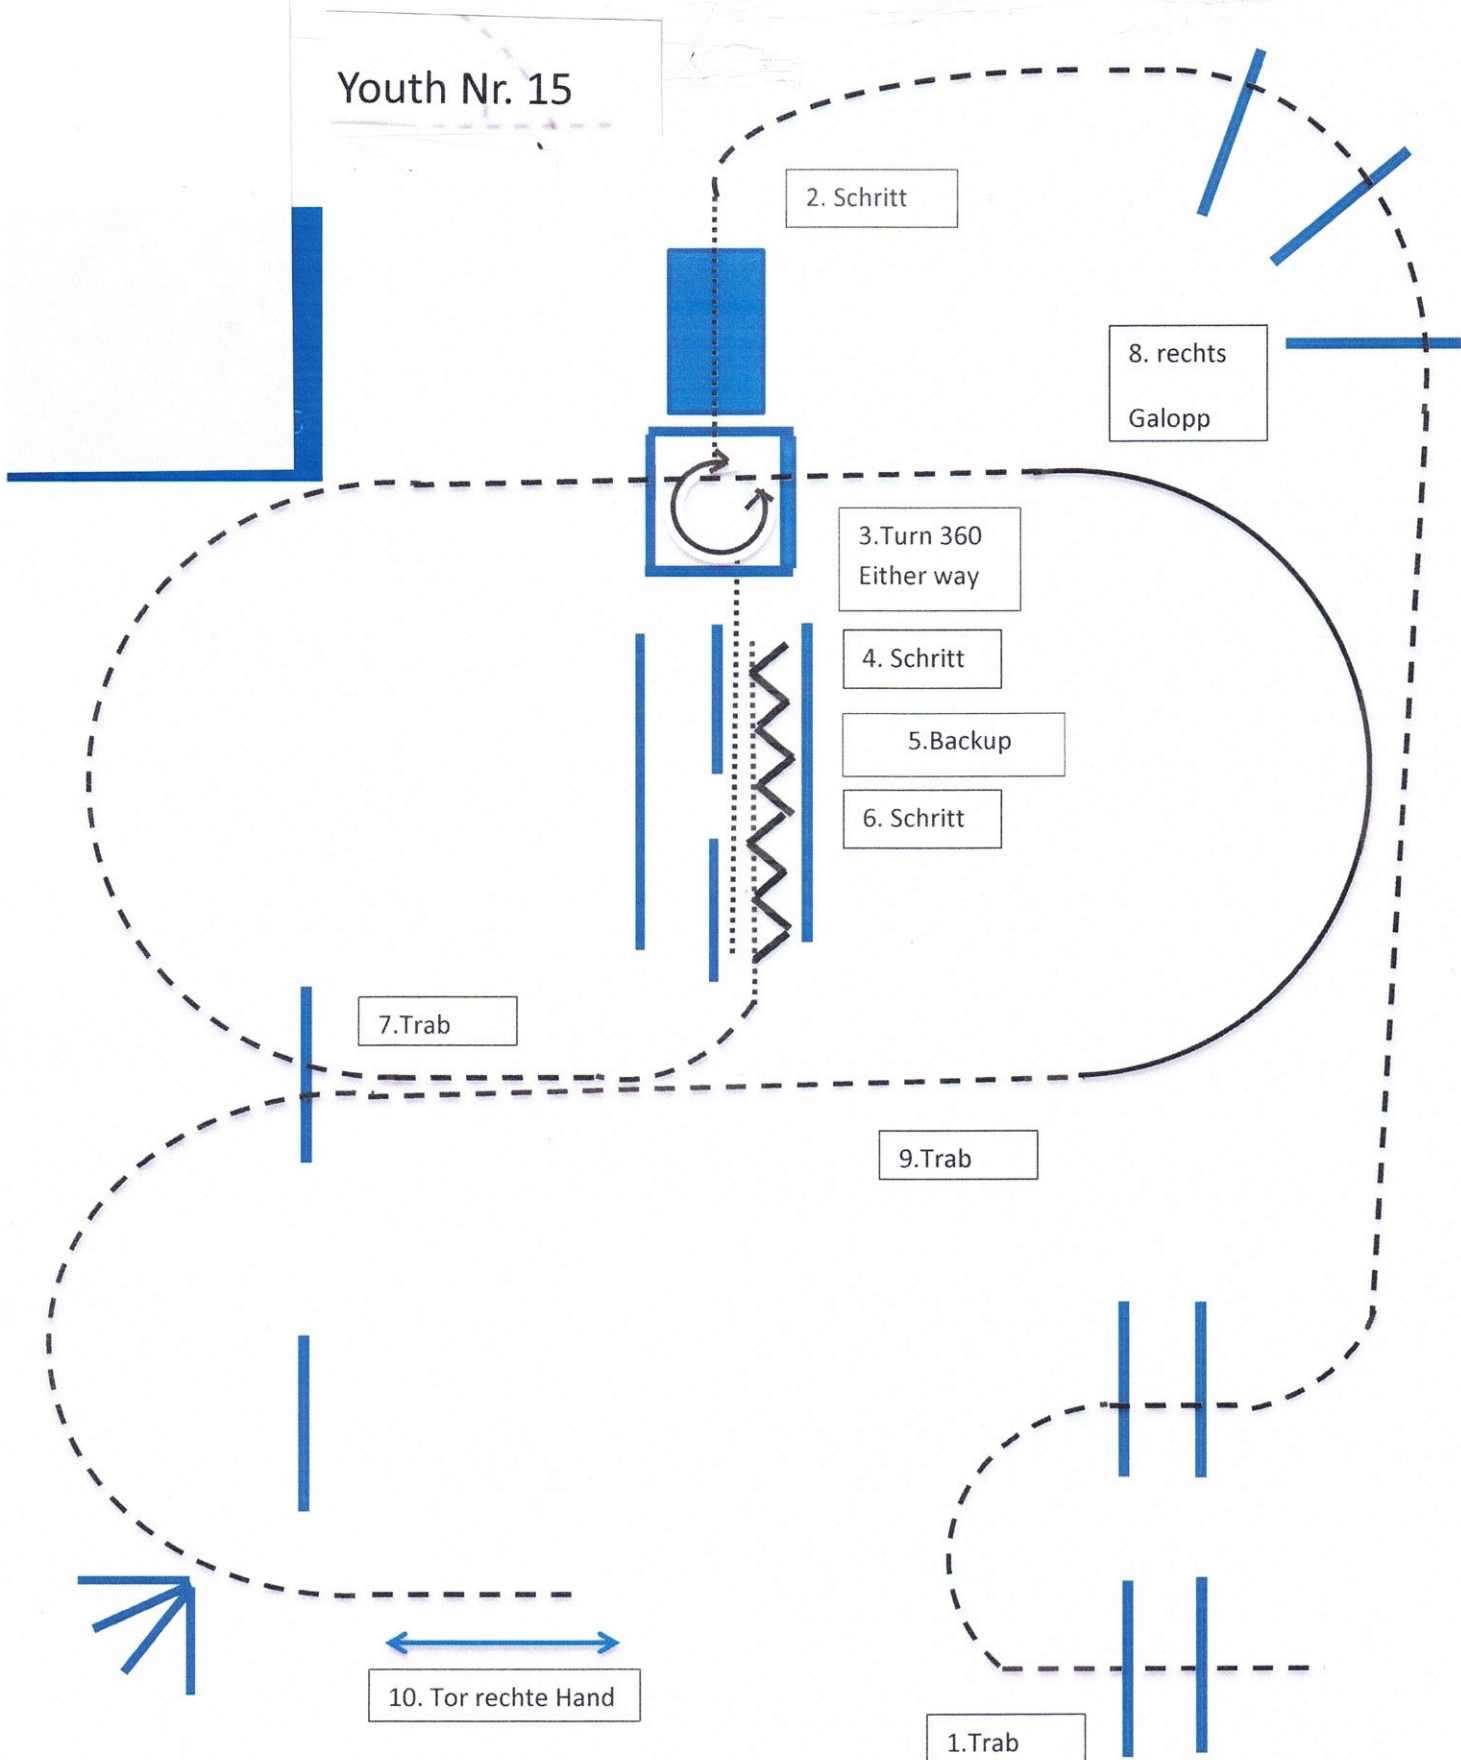 Youth Nr. 15
2. Schritt
8. rechts
Galopp
3.Turn 360
Either way
4. Schritt
5.Backup
6. Schritt
7.Trab
9.Trab
10. Tor rechte Hand
1.Trab